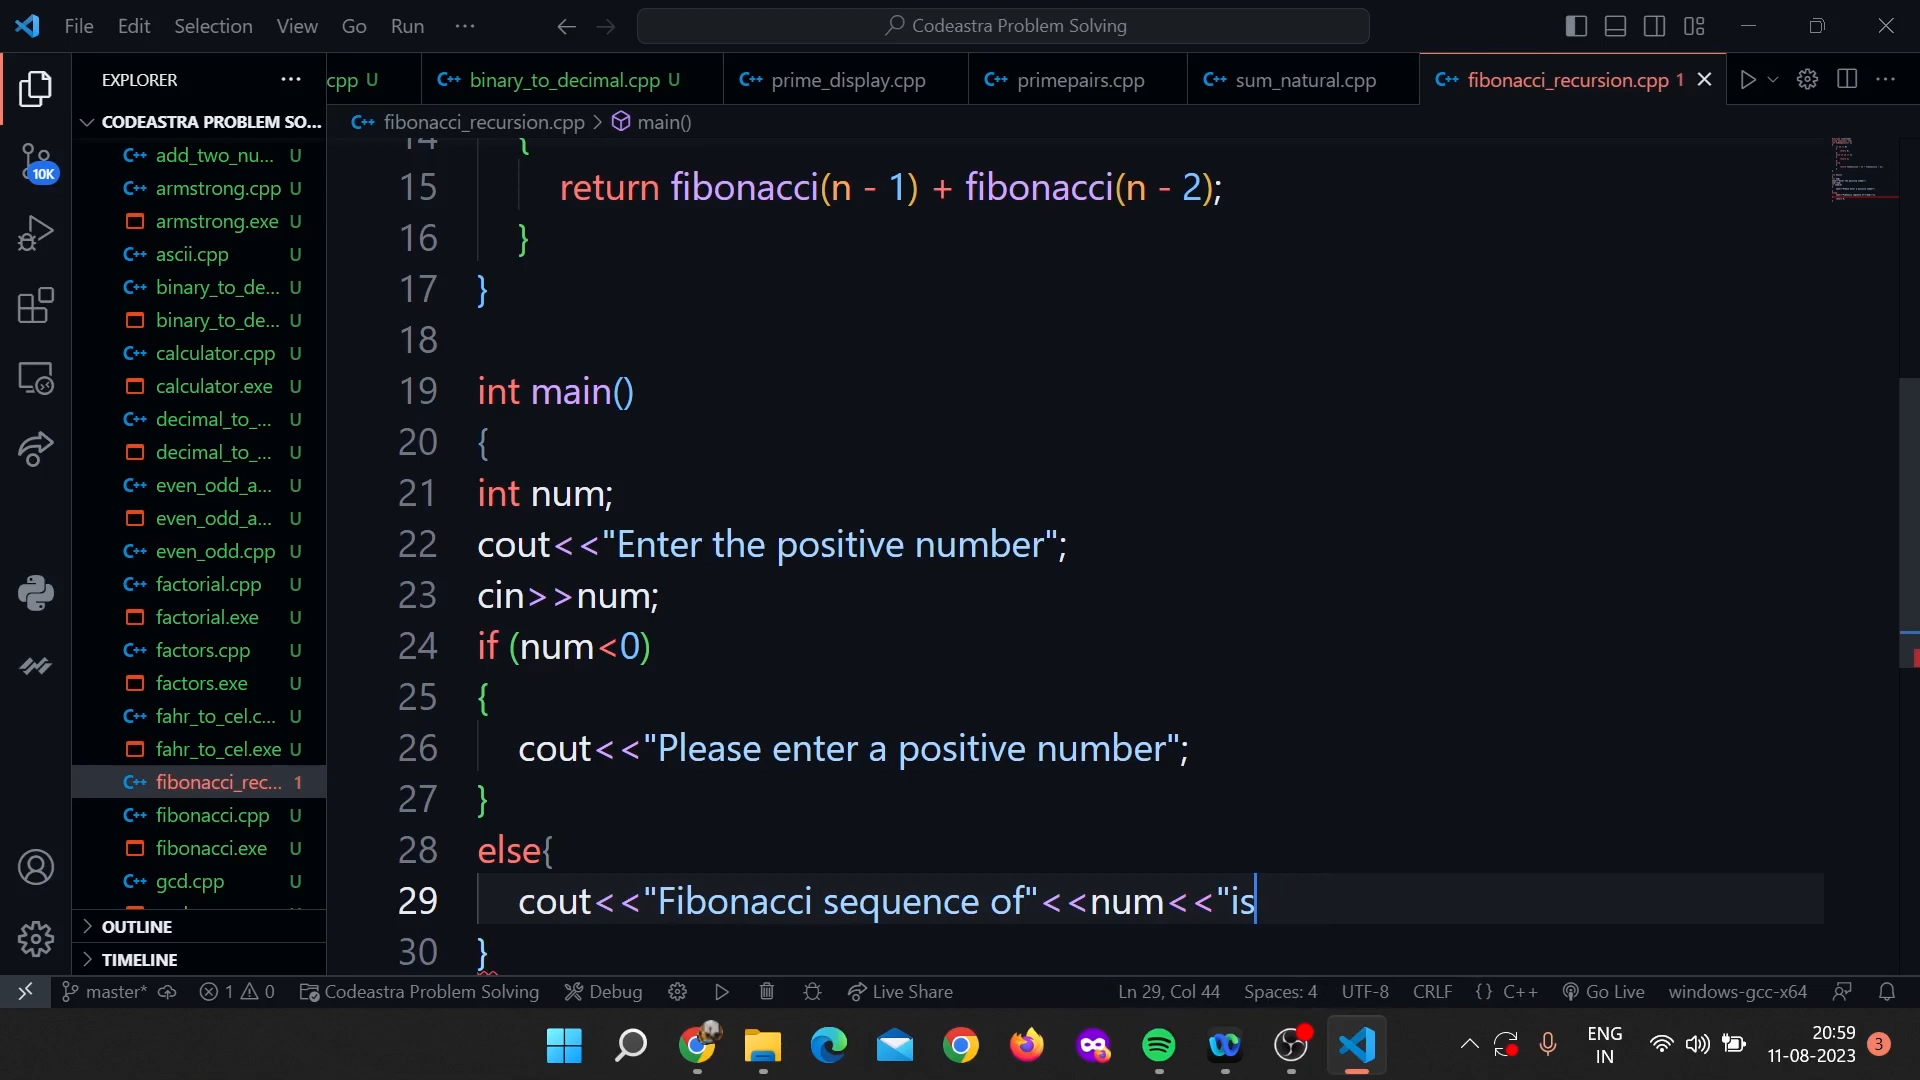 File Edit Selection View Go Run ···
Codeastra Problem Solving
EXPLORER
cpp U
binary_to_decimal.cpp U
prime_display.cpp
primepairs.cpp
sum_natural.cpp
fibonacci_recursion.cpp 1
CODEASTRA PROBLEM SO...
fibonacci_recursion.cpp > main()
10K
add_two_nu... U
armstrong.cpp U
armstrong.exe U
ascii.cpp U
binary_to_de... U
binary_to_de... U
calculator.cpp U
calculator.exe U
decimal_to_... U
decimal_to_... U
even_odd_a... U
even_odd_a... U
even_odd.cpp U
factorial.cpp U
factorial.exe U
factors.cpp U
factors.exe U
fahr_to_cel.c... U
fahr_to_cel.exe U
fibonacci_rec... 1
fibonacci.cpp U
fibonacci.exe U
gcd.cpp U
OUTLINE
TIMELINE
14 {
15 return fibonacci(n - 1) + fibonacci(n - 2);
16 }
17 }
18
19 int main()
20 {
21 int num;
22 cout<<"Enter the positive number";
23 cin>>num;
24 if (num<0)
25 {
26 cout<<"Please enter a positive number";
27 }
28 else{
29 cout<<"Fibonacci sequence of"<<num<<"is
30 }
master* 1 0 Codeastra Problem Solving Debug Live Share Ln 29, Col 44 Spaces: 4 UTF-8 CRLF {} C++ Go Live windows-gcc-x64
ENG
IN
20:59
11-08-2023
3